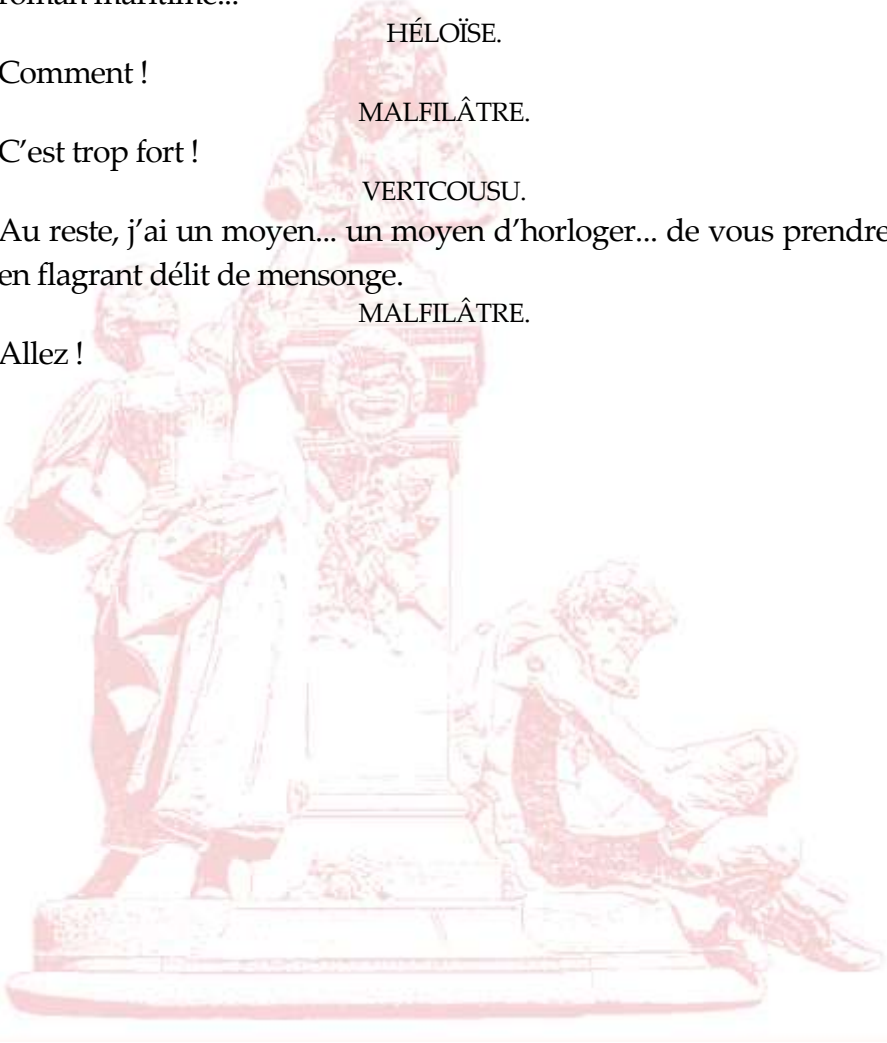 roman maritime...
HÉLOÏSE.
Comment !
MALFILÂTRE.
C’est trop fort !
VERTCOUSU.
Au reste, j’ai un moyen... un moyen d’horloger... de vous prendre
en flagrant délit de mensonge.
MALFILÂTRE.
Allez !